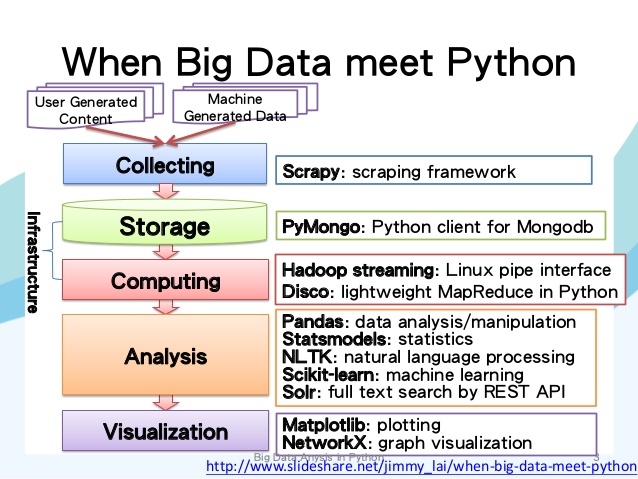 When Big Data meet Python
User Generated
Content
Machine
Generated Data
Collecting
Scrapy: scraping framework
Infrastructure
Storage
PyMongo: Python client for Mongodb
Computing
Hadoop streaming: Linux pipe interface
Disco: lightweight MapReduce in Python
Analysis
Pandas: data analysis/manipulation
Statsmodels: statistics
NLTK: natural language processing
Scikit-learn: machine learning
Solr: full text search by REST API
Visualization
Matplotlib: plotting
NetworkX: graph visualization
Big Data Anysis in Python
3
http://www.slideshare.net/jimmy_lai/when-big-data-meet-python